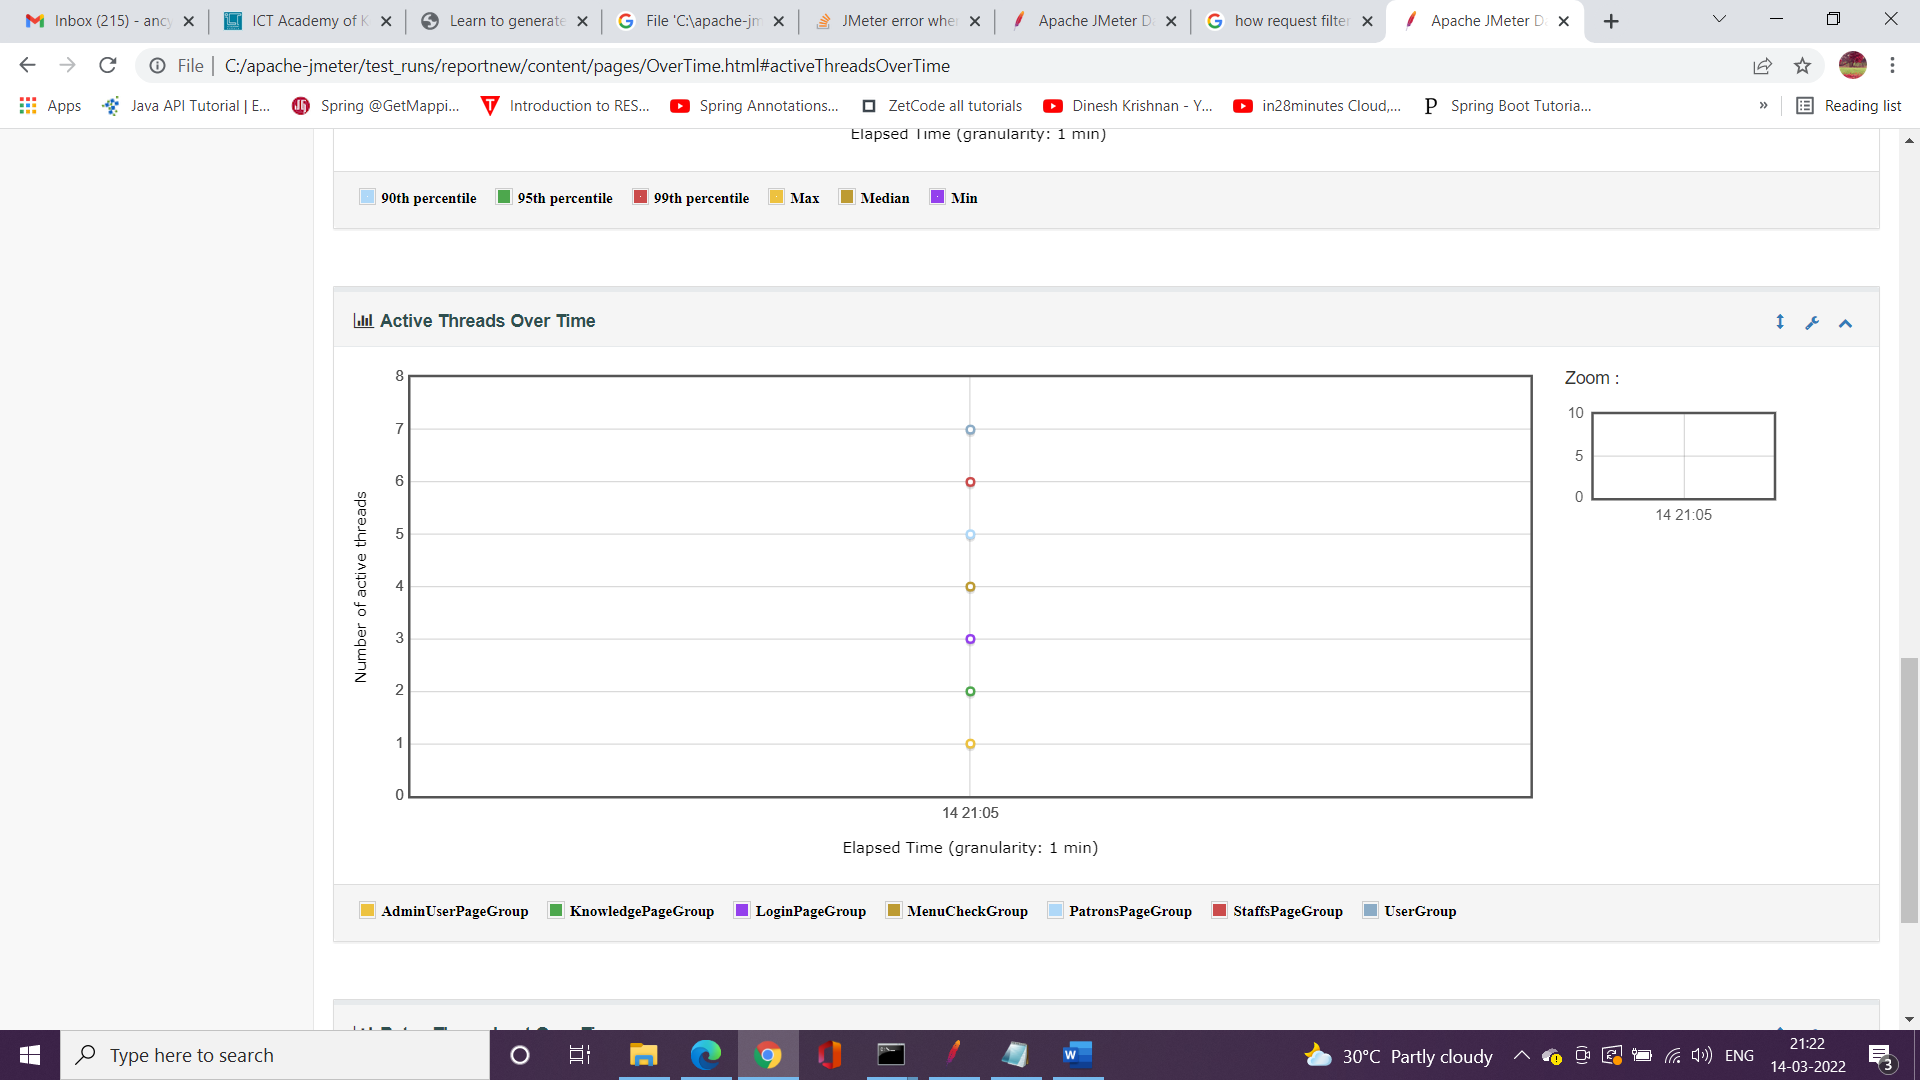 Inbox (215) - ancy
ICT Academy of K
Learn to generate
File 'C:\apache-jm
JMeter error whe
Apache JMeter D
how request filter
Apache JMeter D
File
C:/apache-jmeter/test_runs/reportnew/content/pages/OverTime.html#activeThreadsOverTime
Apps
Java API Tutorial | E...
Spring @GetMappi...
Introduction to RES...
Spring Annotations...
ZetCode all tutorials
Dinesh Krishnan - Y...
in28minutes Cloud,...
Spring Boot Tutoria...
»
Reading list
Elapsed Time (granularity: 1 min)
90th percentile
95th percentile
99th percentile
Max
Median
Min
Active Threads Over Time
Number of active threads
8
7
6
5
4
3
2
1
0
14 21:05
Elapsed Time (granularity: 1 min)
Zoom :
10
5
0
14 21:05
AdminUserPageGroup
KnowledgePageGroup
LoginPageGroup
MenuCheckGroup
PatronsPageGroup
StaffsPageGroup
UserGroup
Type here to search
30°C Partly cloudy
ENG
21:22
14-03-2022
3